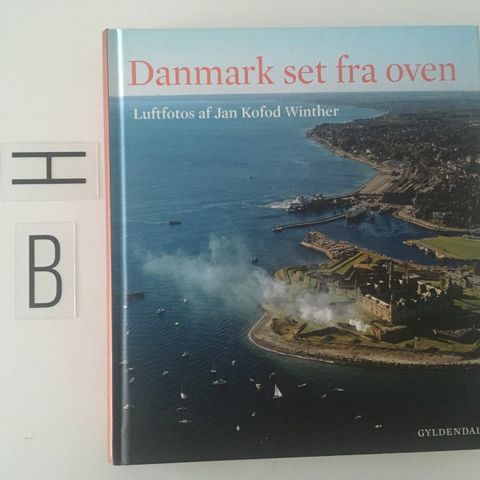 Danmark set fra oven
Luftfotos af Jan Kofod Winther
H
B
GYLDENDAL